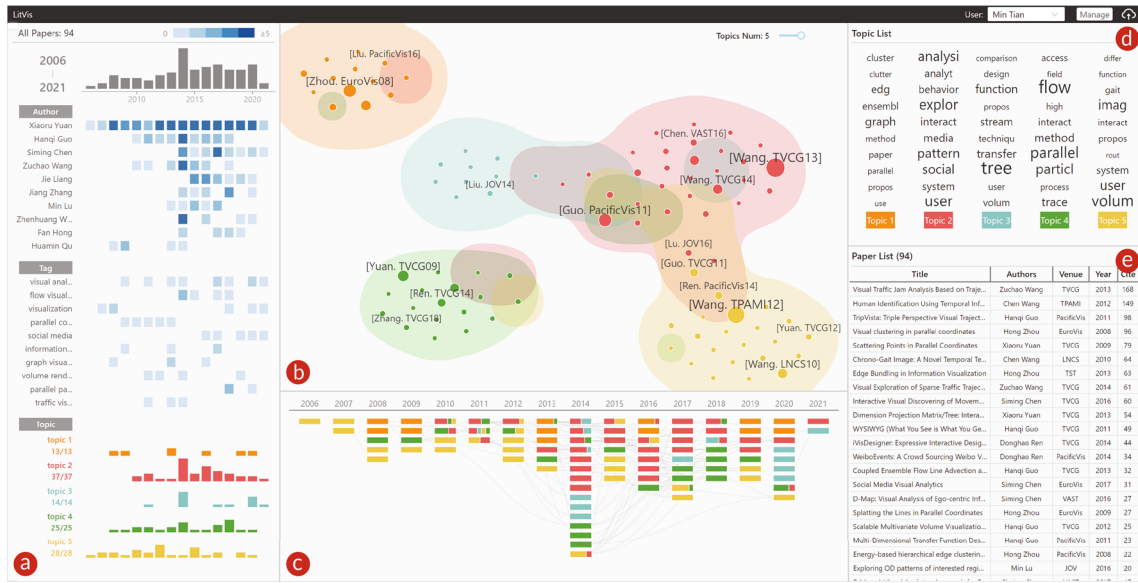 LitVis
User: Min Tian Manage
All Papers: 94
0 ≥5
2006
2021
2010 2015 2020
Author
Xiaoru Yuan
Hanqi Guo
Siming Chen
Zuchao Wang
Jie Liang
Jiang Zhang
Min Lu
Zhenhuang W...
Fan Hong
Huamin Qu
Tag
visual anal...
flow visual...
visualization
parallel co...
social media
information...
graph visua...
volume rend...
parallel pa...
traffic vis...
Topic
topic 1
13/13
topic 2
37/37
topic 3
14/14
topic 4
25/25
topic 5
28/28
a
Topics Num: 5
[Liu. PacificVis16]
[Zhou. EuroVis08]
[Chen. VAST16]
[Wang. TVCG13]
[Wang. TVCG14]
[Liu. JOV14]
[Guo. PacificVis11]
[Lu. JOV16]
[Guo. TVCG11]
[Yuan. TVCG09]
[Ren. TVCG14]
[Ren. PacificVis14]
[Wang. TPAMI12]
[Zhang. TVCG18]
[Yuan. TVCG12]
[Wang. LNCS10]
b
2006 2007 2008 2009 2010 2011 2012 2013 2014 2015 2016 2017 2018 2019 2020 2021
c
Topic List
d
cluster analysi comparison access differ
clutter analyt design field function
edg behavior function flow gait
ensembl explor propos high imag
graph interact stream interact interact
method media techniqu method propos
paper pattern transfer parallel rout
parallel social tree particl system
propos system user process user
use user volum trace volum
Topic 1 Topic 2 Topic 3 Topic 4 Topic 5
Paper List (94)
e
Title Authors Venue Year Cite
Visual Traffic Jam Analysis Based on Traje... Zuchao Wang TVCG 2013 168
Human Identification Using Temporal Inf... Chen Wang TPAMI 2012 149
TripVista: Triple Perspective Visual Traject... Hanqi Guo PacificVis 2011 98
Visual clustering in parallel coordinates Hong Zhou EuroVis 2008 96
Scattering Points in Parallel Coordinates Xiaoru Yuan TVCG 2009 79
Chrono-Gait Image: A Novel Temporal Te... Chen Wang LNCS 2010 64
Edge Bundling in Information Visualization Hong Zhou TST 2013 63
Visual Exploration of Sparse Traffic Trajec... Zuchao Wang TVCG 2014 61
Interactive Visual Discovering of Movem... Siming Chen TVCG 2016 60
Dimension Projection Matrix/Tree: Intera... Xiaoru Yuan TVCG 2013 54
WYSIWYG (What You See is What You Ge... Hanqi Guo TVCG 2011 49
iVisDesigner: Expressive Interactive Desig... Donghao Ren TVCG 2014 44
WeiboEvents: A Crowd Sourcing Weibo V... Donghao Ren PacificVis 2014 34
Coupled Ensemble Flow Line Advection a... Hanqi Guo TVCG 2013 32
Social Media Visual Analytics Siming Chen EuroVis 2017 31
D-Map: Visual Analysis of Ego-centric Inf... Siming Chen VAST 2016 27
Splatting the Lines in Parallel Coordinates Hong Zhou EuroVis 2009 27
Scalable Multivariate Volume Visualizatio... Hanqi Guo TVCG 2012 25
Multi-Dimensional Transfer Function Des... Hanqi Guo PacificVis 2011 23
Energy-based hierarchical edge clusterin... Hong Zhou PacificVis 2008 22
Exploring OD patterns of interested regi... Min Lu JOV 2016 20